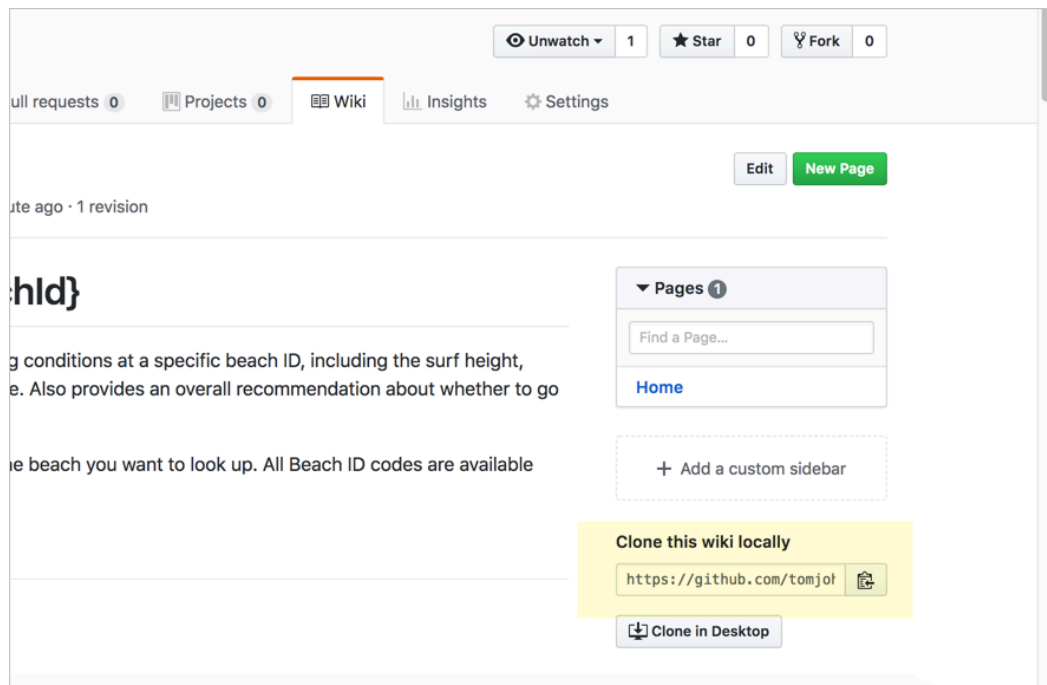 Unwatch 1 Star 0 Fork 0
ull requests 0 Projects 0 Wiki Insights Settings
Edit New Page
ute ago · 1 revision
chId}
Pages 1
Find a Page...
g conditions at a specific beach ID, including the surf height,
e. Also provides an overall recommendation about whether to go
Home
ne beach you want to look up. All Beach ID codes are available
+ Add a custom sidebar
Clone this wiki locally
https://github.com/tomjoh
Clone in Desktop